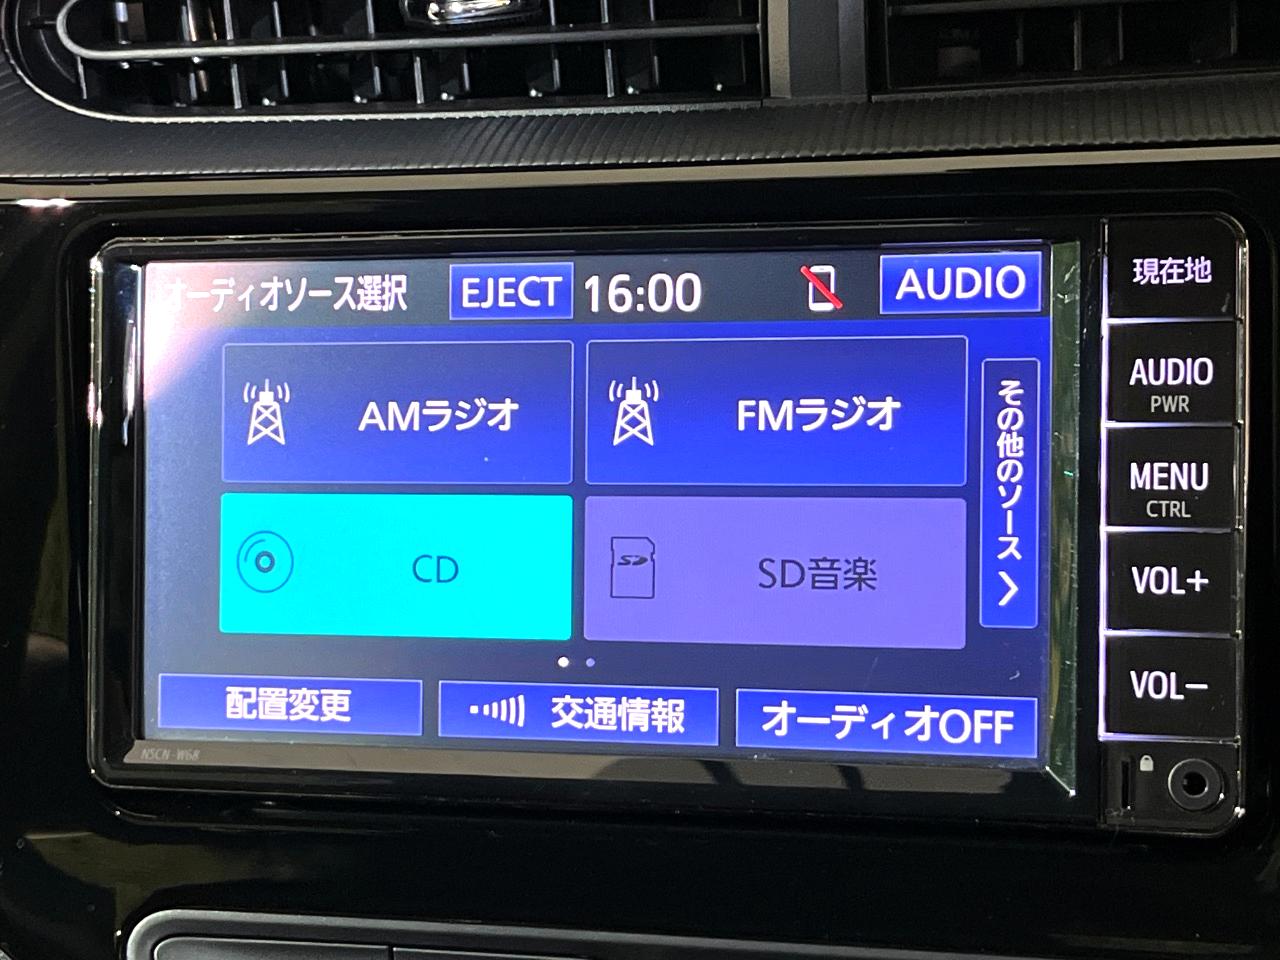 オーディオソース選択
EJECT
16:00
AUDIO
AMラジオ
FMラジオ
CD
SD
SD音楽
その他のソース
配置変更
交通情報
オーディオOFF
NSCN-W68
現在地
AUDIO
PWR
MENU
CTRL
VOL+
VOL−